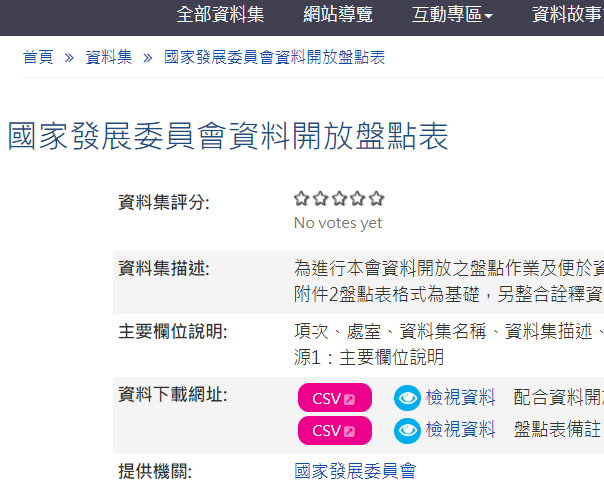 全部資料集 網站導覽 互動專區 資料故事
首頁 » 資料集 » 國家發展委員會資料開放盤點表
國家發展委員會資料開放盤點表
資料集評分:
No votes yet
資料集描述: 為進行本會資料開放之盤點作業及便於資
附件2盤點表格式為基礎，另整合詮釋資
主要欄位說明: 項次、處室、資料集名稱、資料集描述、
源1：主要欄位說明
資料下載網址: CSV 檢視資料 配合資料開放
CSV 檢視資料 盤點表備註
提供機關: 國家發展委員會